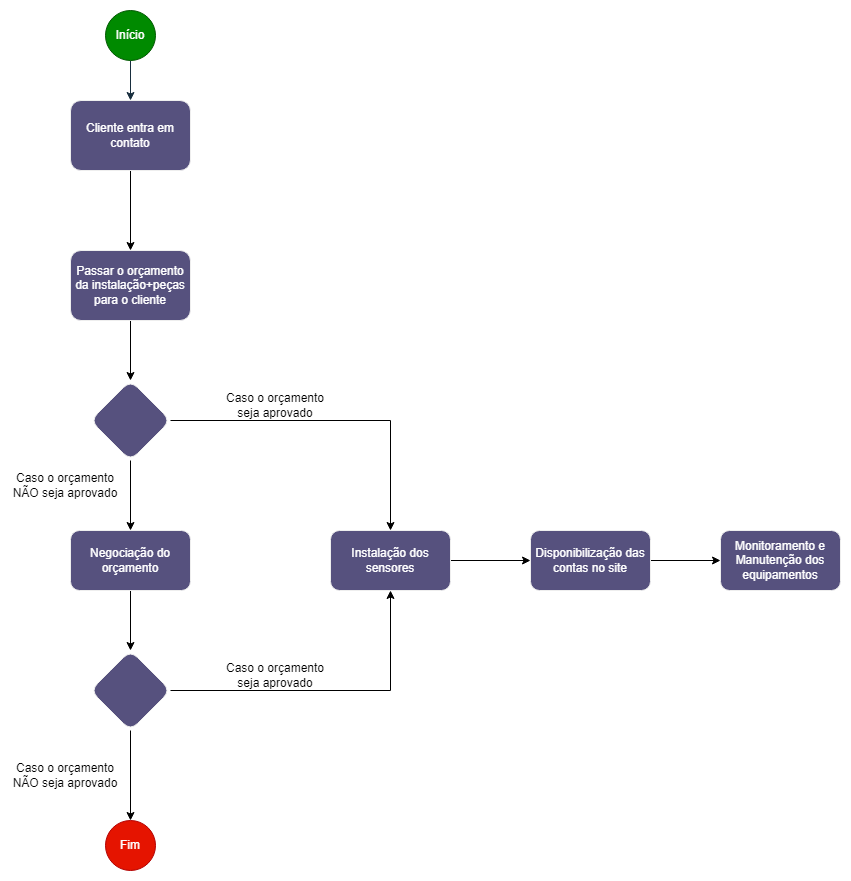 Início
Cliente entra em
contato
Passar o orçamento
da instalação+peças
para o cliente
Caso o orçamento
seja aprovado
Caso o orçamento
NÃO seja aprovado
Negociação do
orçamento
Instalação dos
sensores
Disponibilização das
contas no site
Monitoramento e
Manutenção dos
equipamentos
Caso o orçamento
seja aprovado
Caso o orçamento
NÃO seja aprovado
Fim